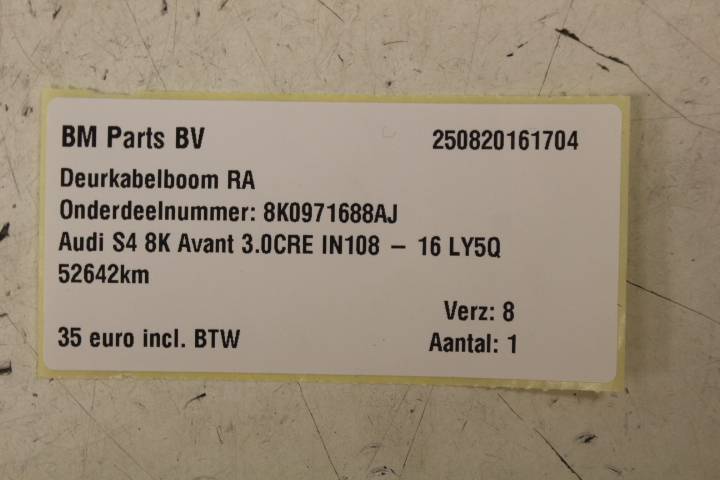 BM Parts BV 250820161704
Deurkabelboom RA
Onderdeelnummer: 8K0971688AJ
Audi S4 8K Avant 3.0CRE IN108 – 16 LY5Q
52642km
Verz: 8
35 euro incl. BTW Aantal: 1